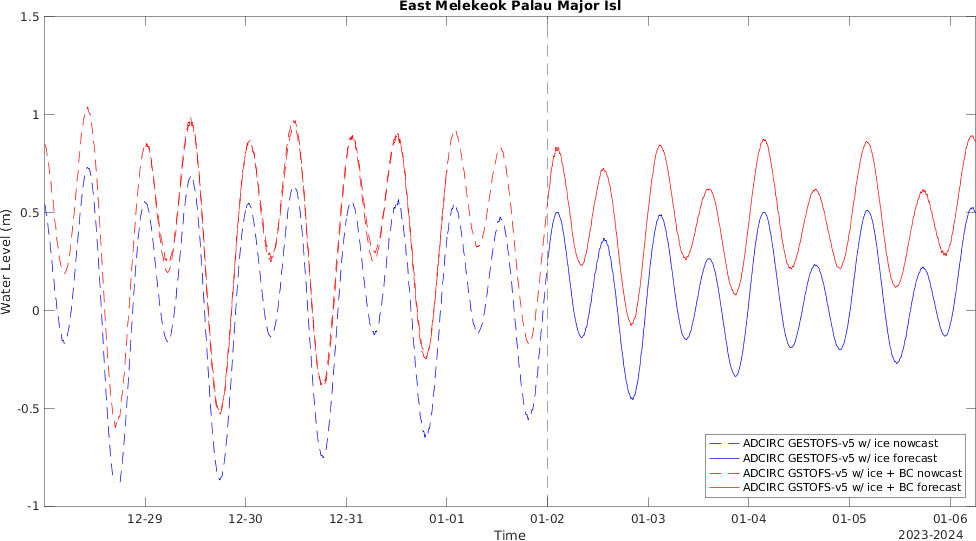 East Melekeok Palau Major Isl
1.5
1
0.5
0
-0.5
-1
Water Level (m)
12-29 12-30 12-31 01-01 01-02 01-03 01-04 01-05 01-06
Time
2023-2024
ADCIRC GESTOFS-v5 w/ ice nowcast
ADCIRC GESTOFS-v5 w/ ice forecast
ADCIRC GSTOFS-v5 w/ ice + BC nowcast
ADCIRC GSTOFS-v5 w/ ice + BC forecast